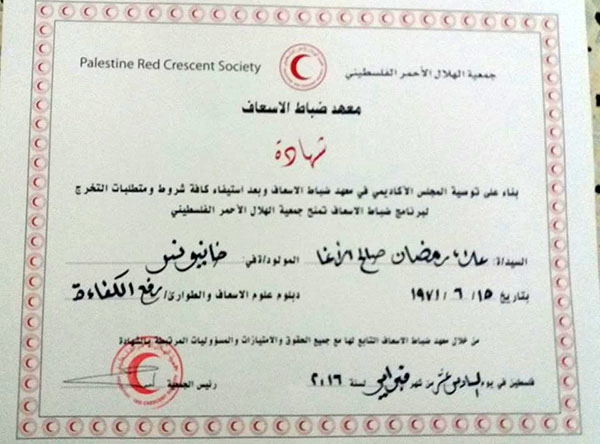 Palestine Red Crescent Society
جمعية الهلال الأحمر الفلسطيني
معهد ضباط الاسعاف
شهادة
بناء على توصية المجلس الأكاديمي في معهد ضباط الاسعاف وبعد استيفاء كافة شروط ومتطلبات التخرج
لبرنامج ضباط الاسعاف تمنح جمعية الهلال الأحمر الفلسطيني
السيد/ة: علاء رمضان صالح الأغا المولود/ة في: خانيونس
بتاريخ ١٥ / ٦ / ١٩٧١ دبلوم علوم الاسعاف والطوارئ/ رفع الكفاءة
من خلال معهد ضباط الاسعاف التابع لها مع جميع الحقوق والامتيازات والمسؤوليات المرتبطة بالشهادة
فلسطين في يوم السادس عشر من شهر فبراير لسنة ٢٠١٦
رئيس الجمعية